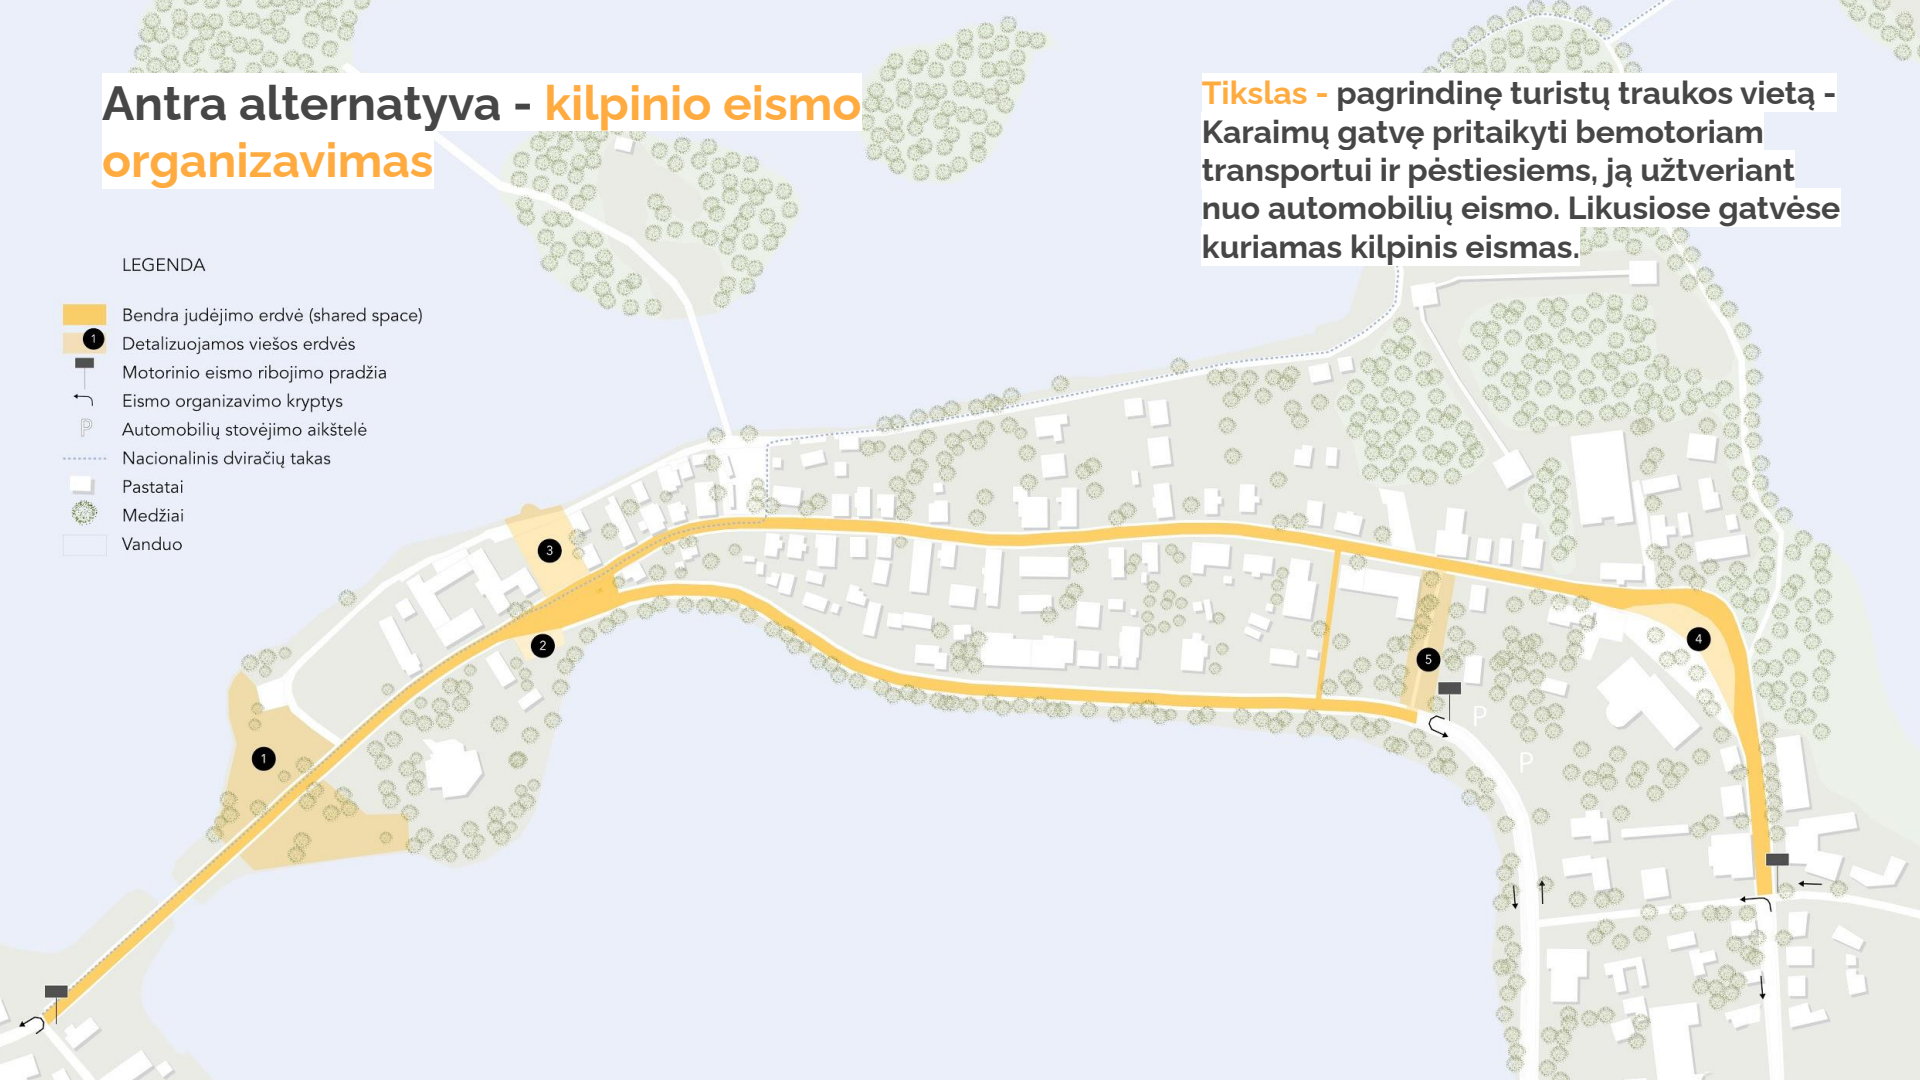 Antra alternatyva - kilpinio eismo
organizavimas
Tikslas - pagrindinę turistų traukos vietą -
Karaimų gatvę pritaikyti bemotoriam
transportui ir pėstiesiems, ją užtveriant
nuo automobilių eismo. Likusiose gatvėse
kuriamas kilpinis eismas.
LEGENDA
Bendra judėjimo erdvė (shared space)
1 Detalizuojamos viešos erdvės
Motorinio eismo ribojimo pradžia
Eismo organizavimo kryptys
P Automobilių stovėjimo aikštelė
Nacionalinis dviračių takas
Pastatai
Medžiai
Vanduo
3
2
4
5
P
P
1